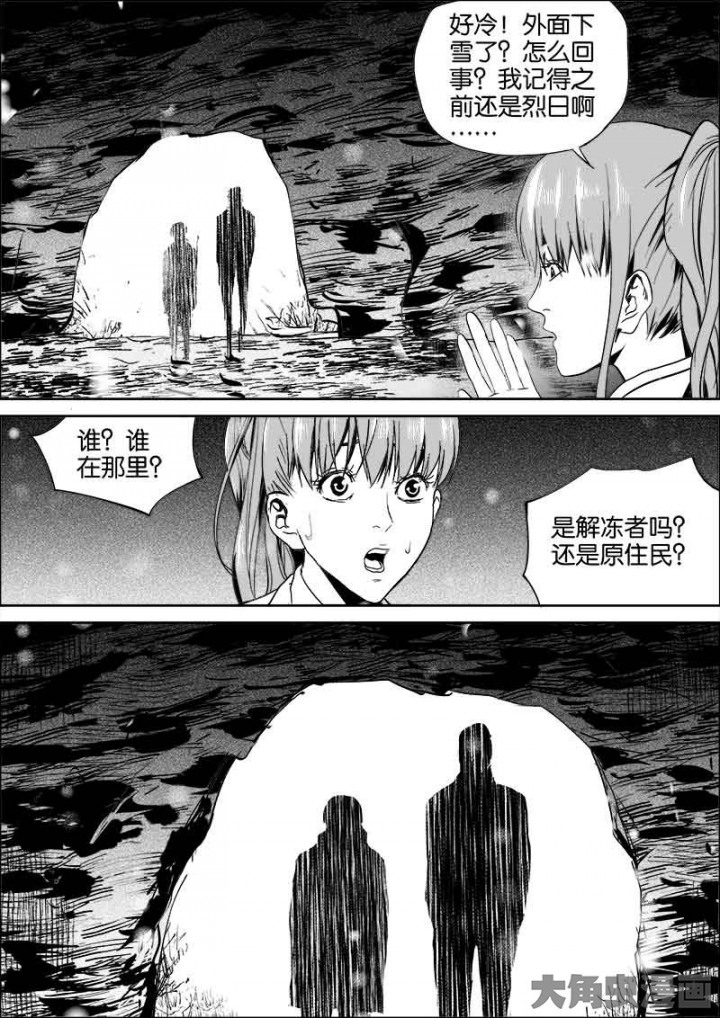 好冷！外面下
雪了？怎么回
事？我记得之
前还是烈日啊
……
谁？谁
在那里？
是解冻者吗？
还是原住民？
大角虫漫画